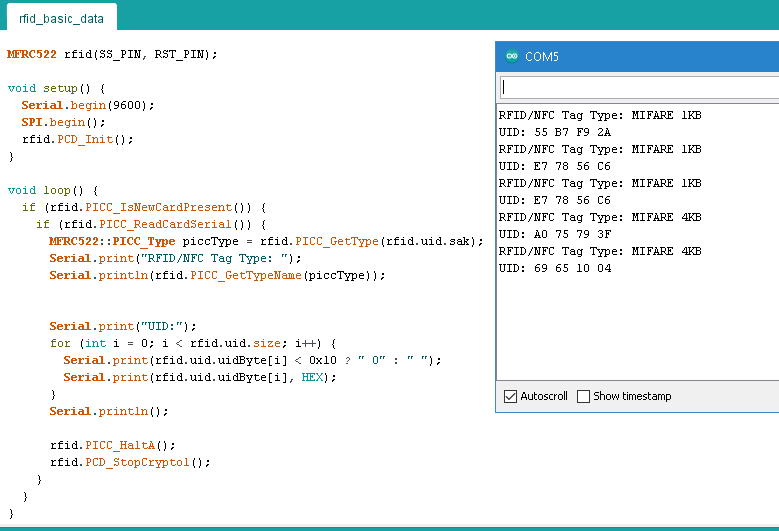 rfid_basic_data
MFRC522 rfid(SS_PIN, RST_PIN);
void setup() {
Serial.begin(9600);
SPI.begin();
rfid.PCD_Init();
}
void loop() {
if (rfid.PICC_IsNewCardPresent()) {
if (rfid.PICC_ReadCardSerial()) {
MFRC522::PICC_Type piccType = rfid.PICC_GetType(rfid.uid.sak);
Serial.print("RFID/NFC Tag Type: ");
Serial.println(rfid.PICC_GetTypeName(piccType));
Serial.print("UID:");
for (int i = 0; i < rfid.uid.size; i++) {
Serial.print(rfid.uid.uidByte[i] < 0x10 ? " 0" : " ");
Serial.print(rfid.uid.uidByte[i], HEX);
}
Serial.println();
rfid.PICC_HaltA();
rfid.PCD_StopCrypto1();
}
}
}
COM5
RFID/NFC Tag Type: MIFARE 1KB
UID: 55 B7 F9 2A
RFID/NFC Tag Type: MIFARE 1KB
UID: E7 78 56 C6
RFID/NFC Tag Type: MIFARE 1KB
UID: E7 78 56 C6
RFID/NFC Tag Type: MIFARE 4KB
UID: A0 75 79 3F
RFID/NFC Tag Type: MIFARE 4KB
UID: 69 65 10 04
Autoscroll Show timestamp